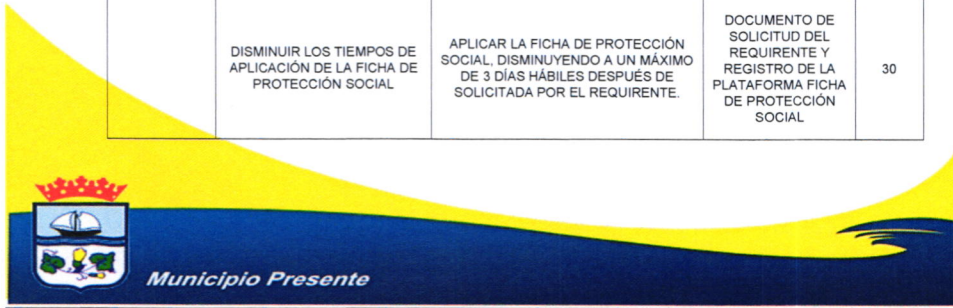 DISMINUIR LOS TIEMPOS DE
APLICACIÓN DE LA FICHA DE
PROTECCIÓN SOCIAL
APLICAR LA FICHA DE PROTECCIÓN
SOCIAL, DISMINUYENDO A UN MÁXIMO
DE 3 DÍAS HÁBILES DESPUÉS DE
SOLICITADA POR EL REQUIRENTE.
DOCUMENTO DE
SOLICITUD DEL
REQUIRENTE Y
REGISTRO DE LA
PLATAFORMA FICHA
DE PROTECCIÓN
SOCIAL
30
Municipio Presente